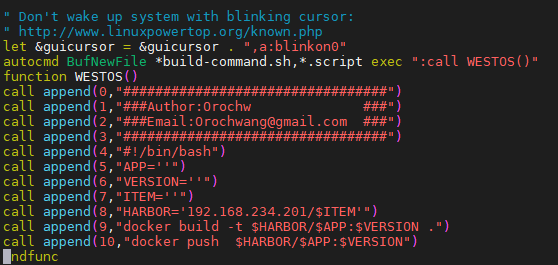 " Don't wake up system with blinking cursor:
" http://www.linuxpowertop.org/known.php
let &guicursor = &guicursor . ",a:blinkon0"
autocmd BufNewFile *build-command.sh,*.script exec ":call WESTOS()"
function WESTOS()
call append(0,"#################################")
call append(1,"###Author:Orochw              ###")
call append(2,"###Email:Orochwang@gmail.com  ###")
call append(3,"#################################")
call append(4,"#!/bin/bash")
call append(5,"APP=''")
call append(6,"VERSION=''")
call append(7,"ITEM=''")
call append(8,"HARBOR='192.168.234.201/$ITEM'")
call append(9,"docker build -t $HARBOR/$APP:$VERSION .")
call append(10,"docker push  $HARBOR/$APP:$VERSION")
endfunc